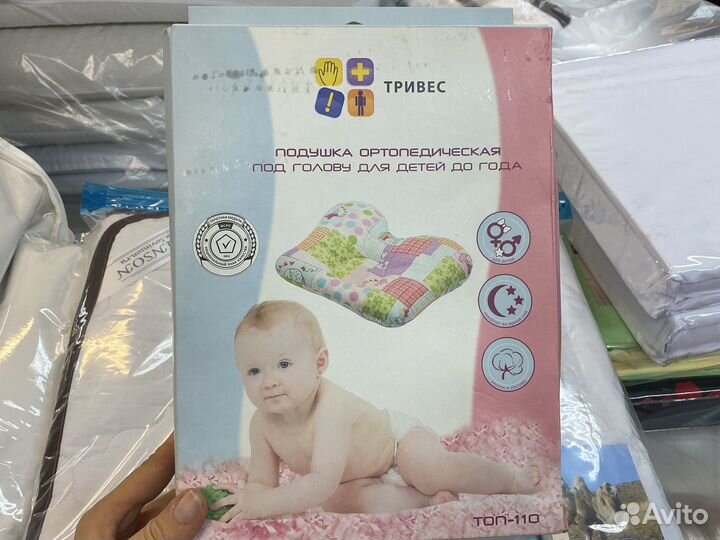 ТРИВЕС
ПОДУШКА ОРТОПЕДИЧЕСКАЯ
ПОД ГОЛОВУ ДЛЯ ДЕТЕЙ ДО ГОДА
ТОП-110
Avito